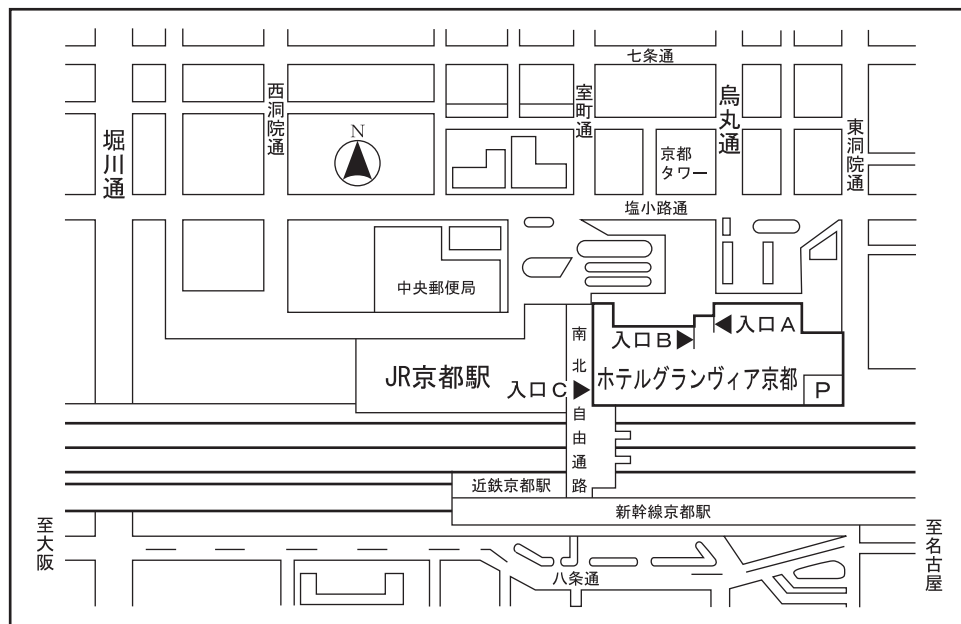 七条通
西洞院通
室町通
烏丸通
堀川通
東洞院通
N
京都
タワー
塩小路通
中央郵便局
南北自由通路
入口A
入口B
JR京都駅
入口C
ホテルグランヴィア京都
P
近鉄京都駅
新幹線京都駅
至大阪
至名古屋
八条通